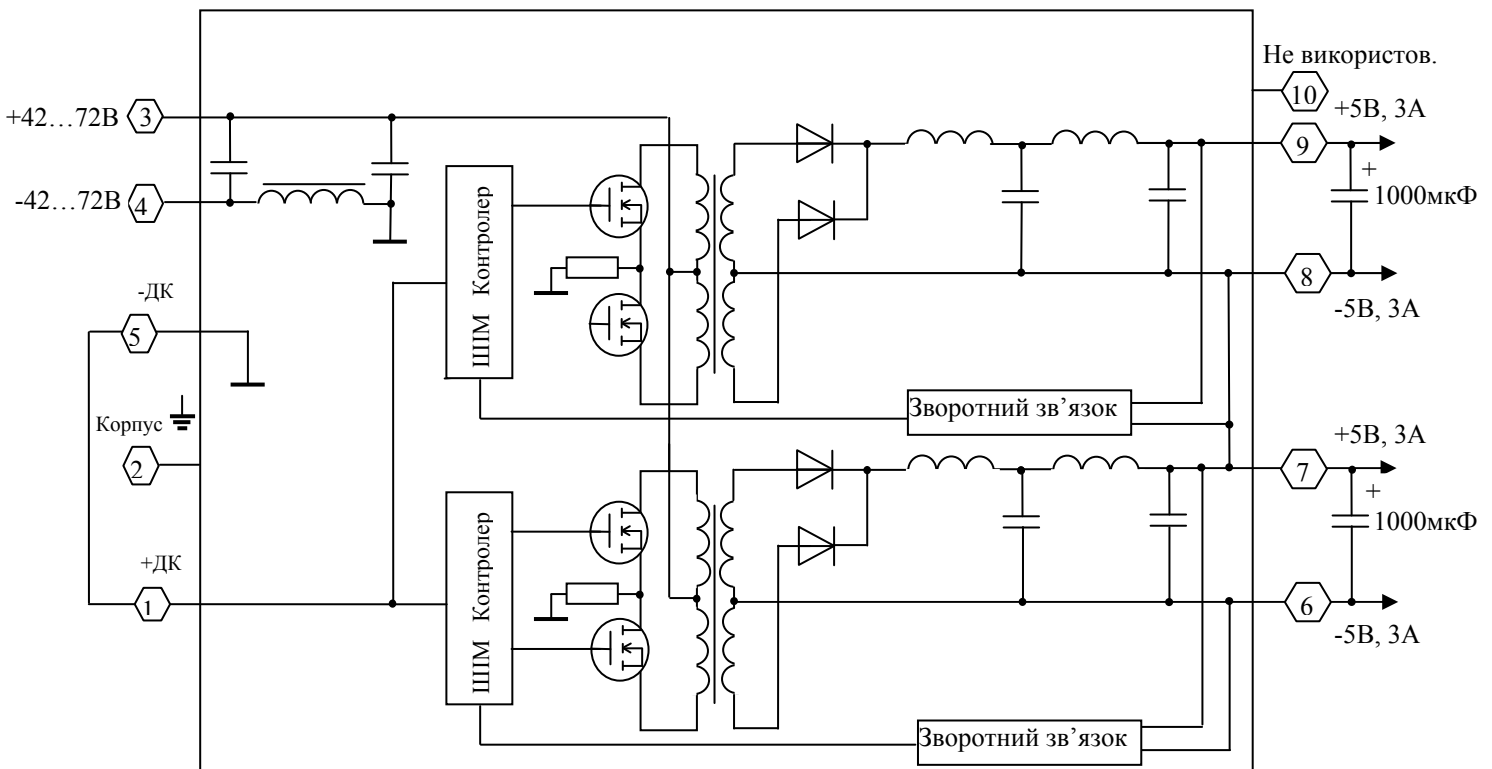 Не використов.
10
+42…72В
3
+5В, 3А
9
+
1000мкФ
-42…72В
4
ШІМ Контролер
8
-5В, 3А
-ДК
5
Зворотний зв’язок
Корпус
2
+5В, 3А
7
+
1000мкФ
ШІМ Контролер
+ДК
1
6
-5В, 3А
Зворотний зв’язок